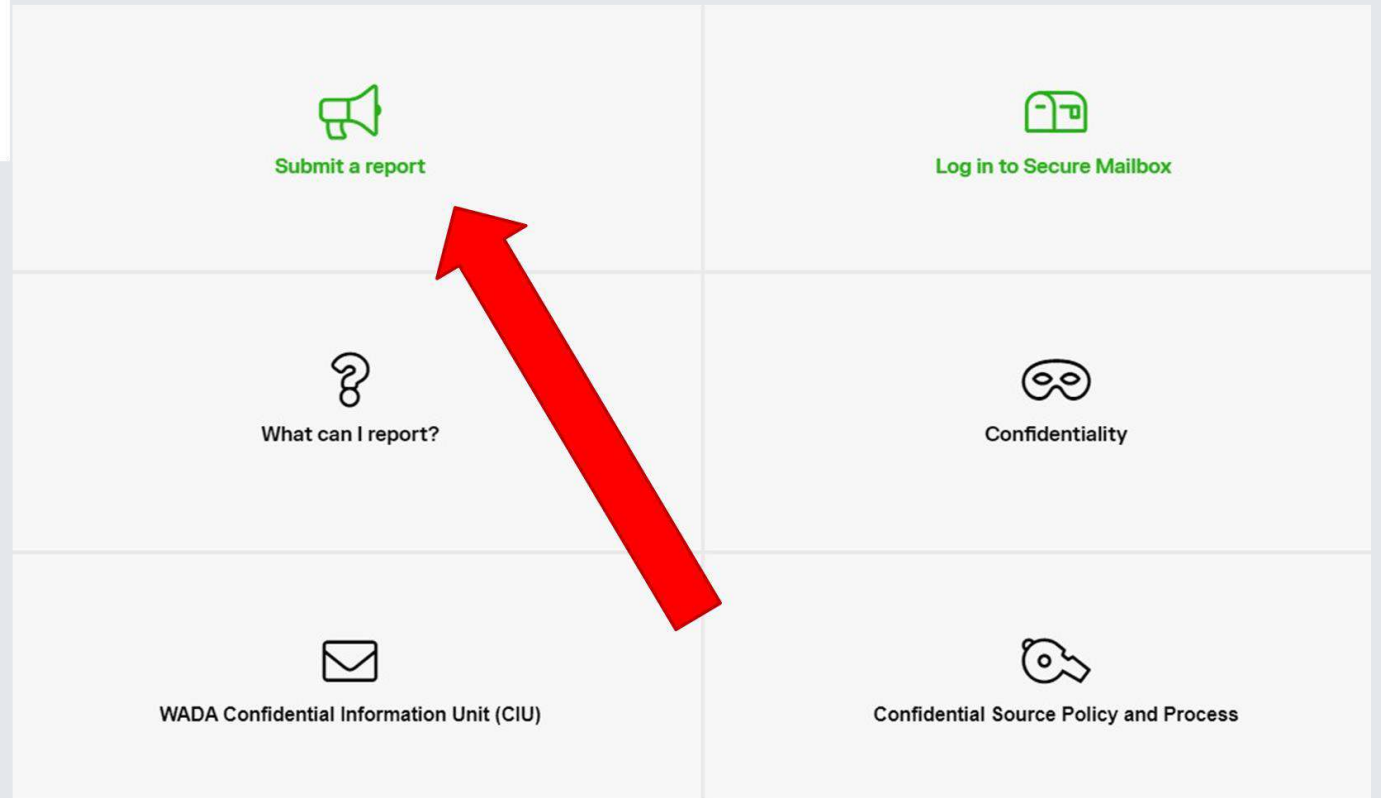 Submit a report
Log in to Secure Mailbox
What can I report?
Confidentiality
WADA Confidential Information Unit (CIU)
Confidential Source Policy and Process